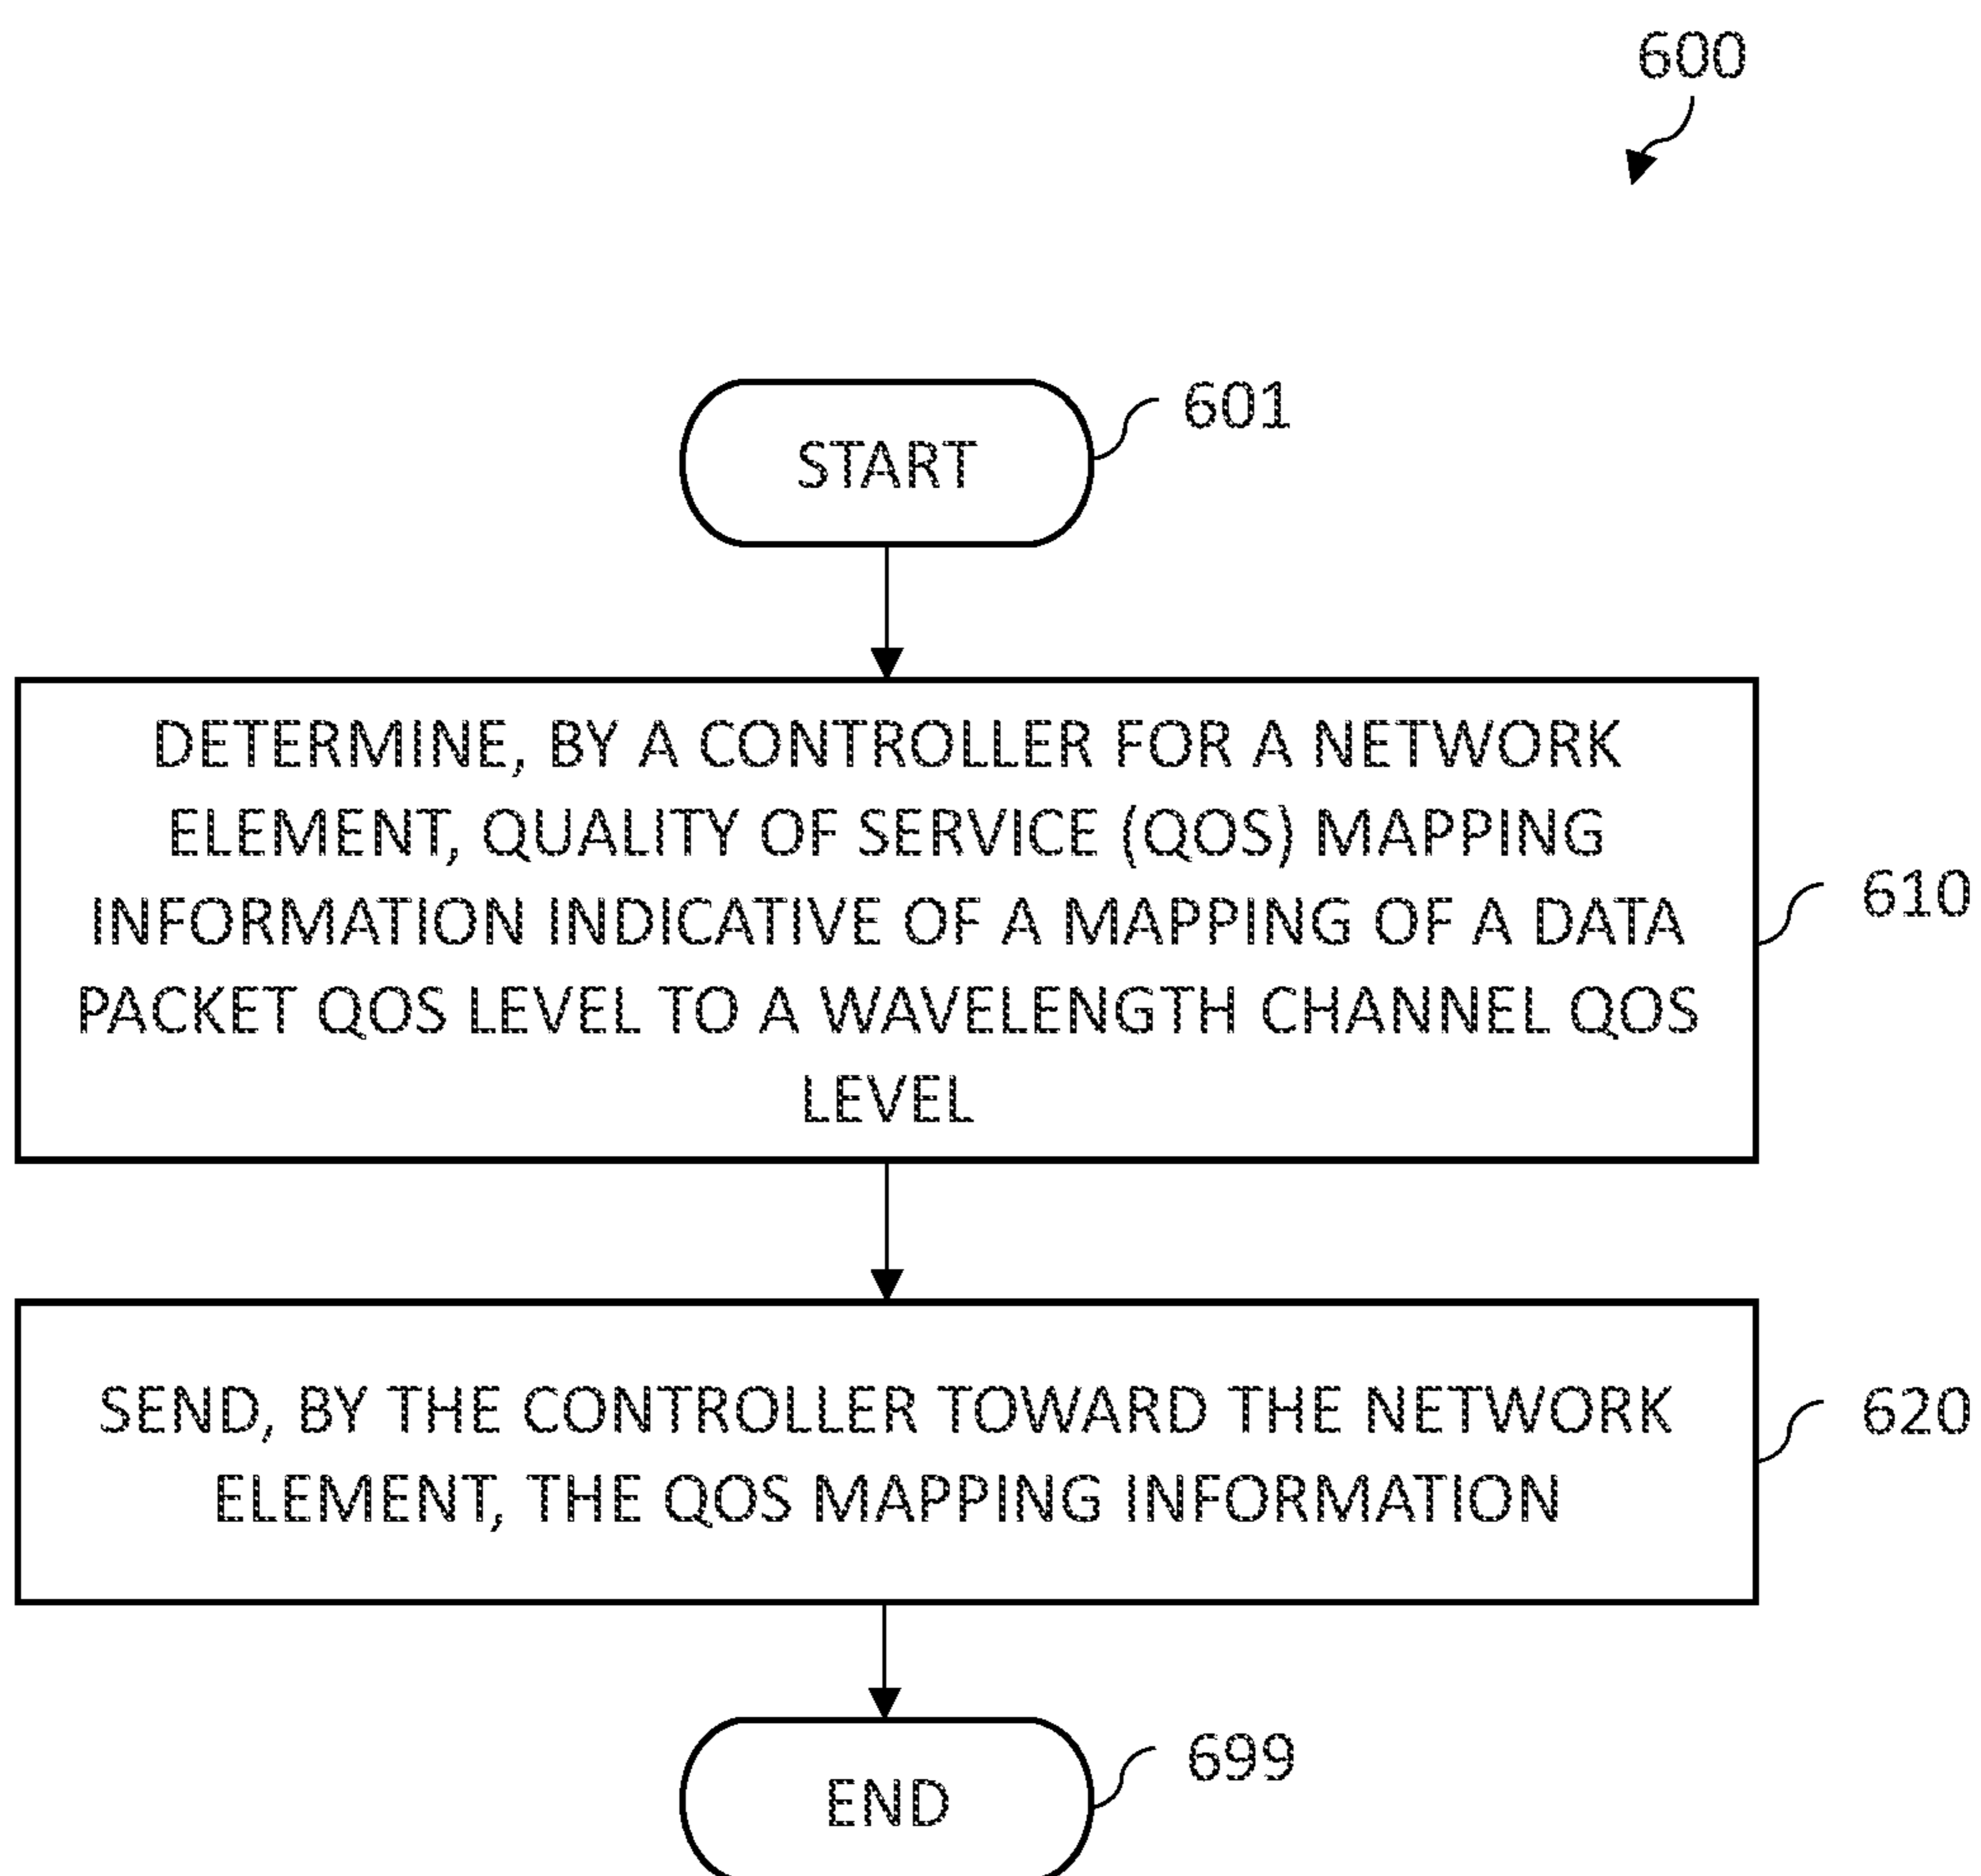 600
START
601
DETERMINE, BY A CONTROLLER FOR A NETWORK
ELEMENT, QUALITY OF SERVICE (QOS) MAPPING
INFORMATION INDICATIVE OF A MAPPING OF A DATA
PACKET QOS LEVEL TO A WAVELENGTH CHANNEL QOS
LEVEL
610
SEND, BY THE CONTROLLER TOWARD THE NETWORK
ELEMENT, THE QOS MAPPING INFORMATION
620
END
699